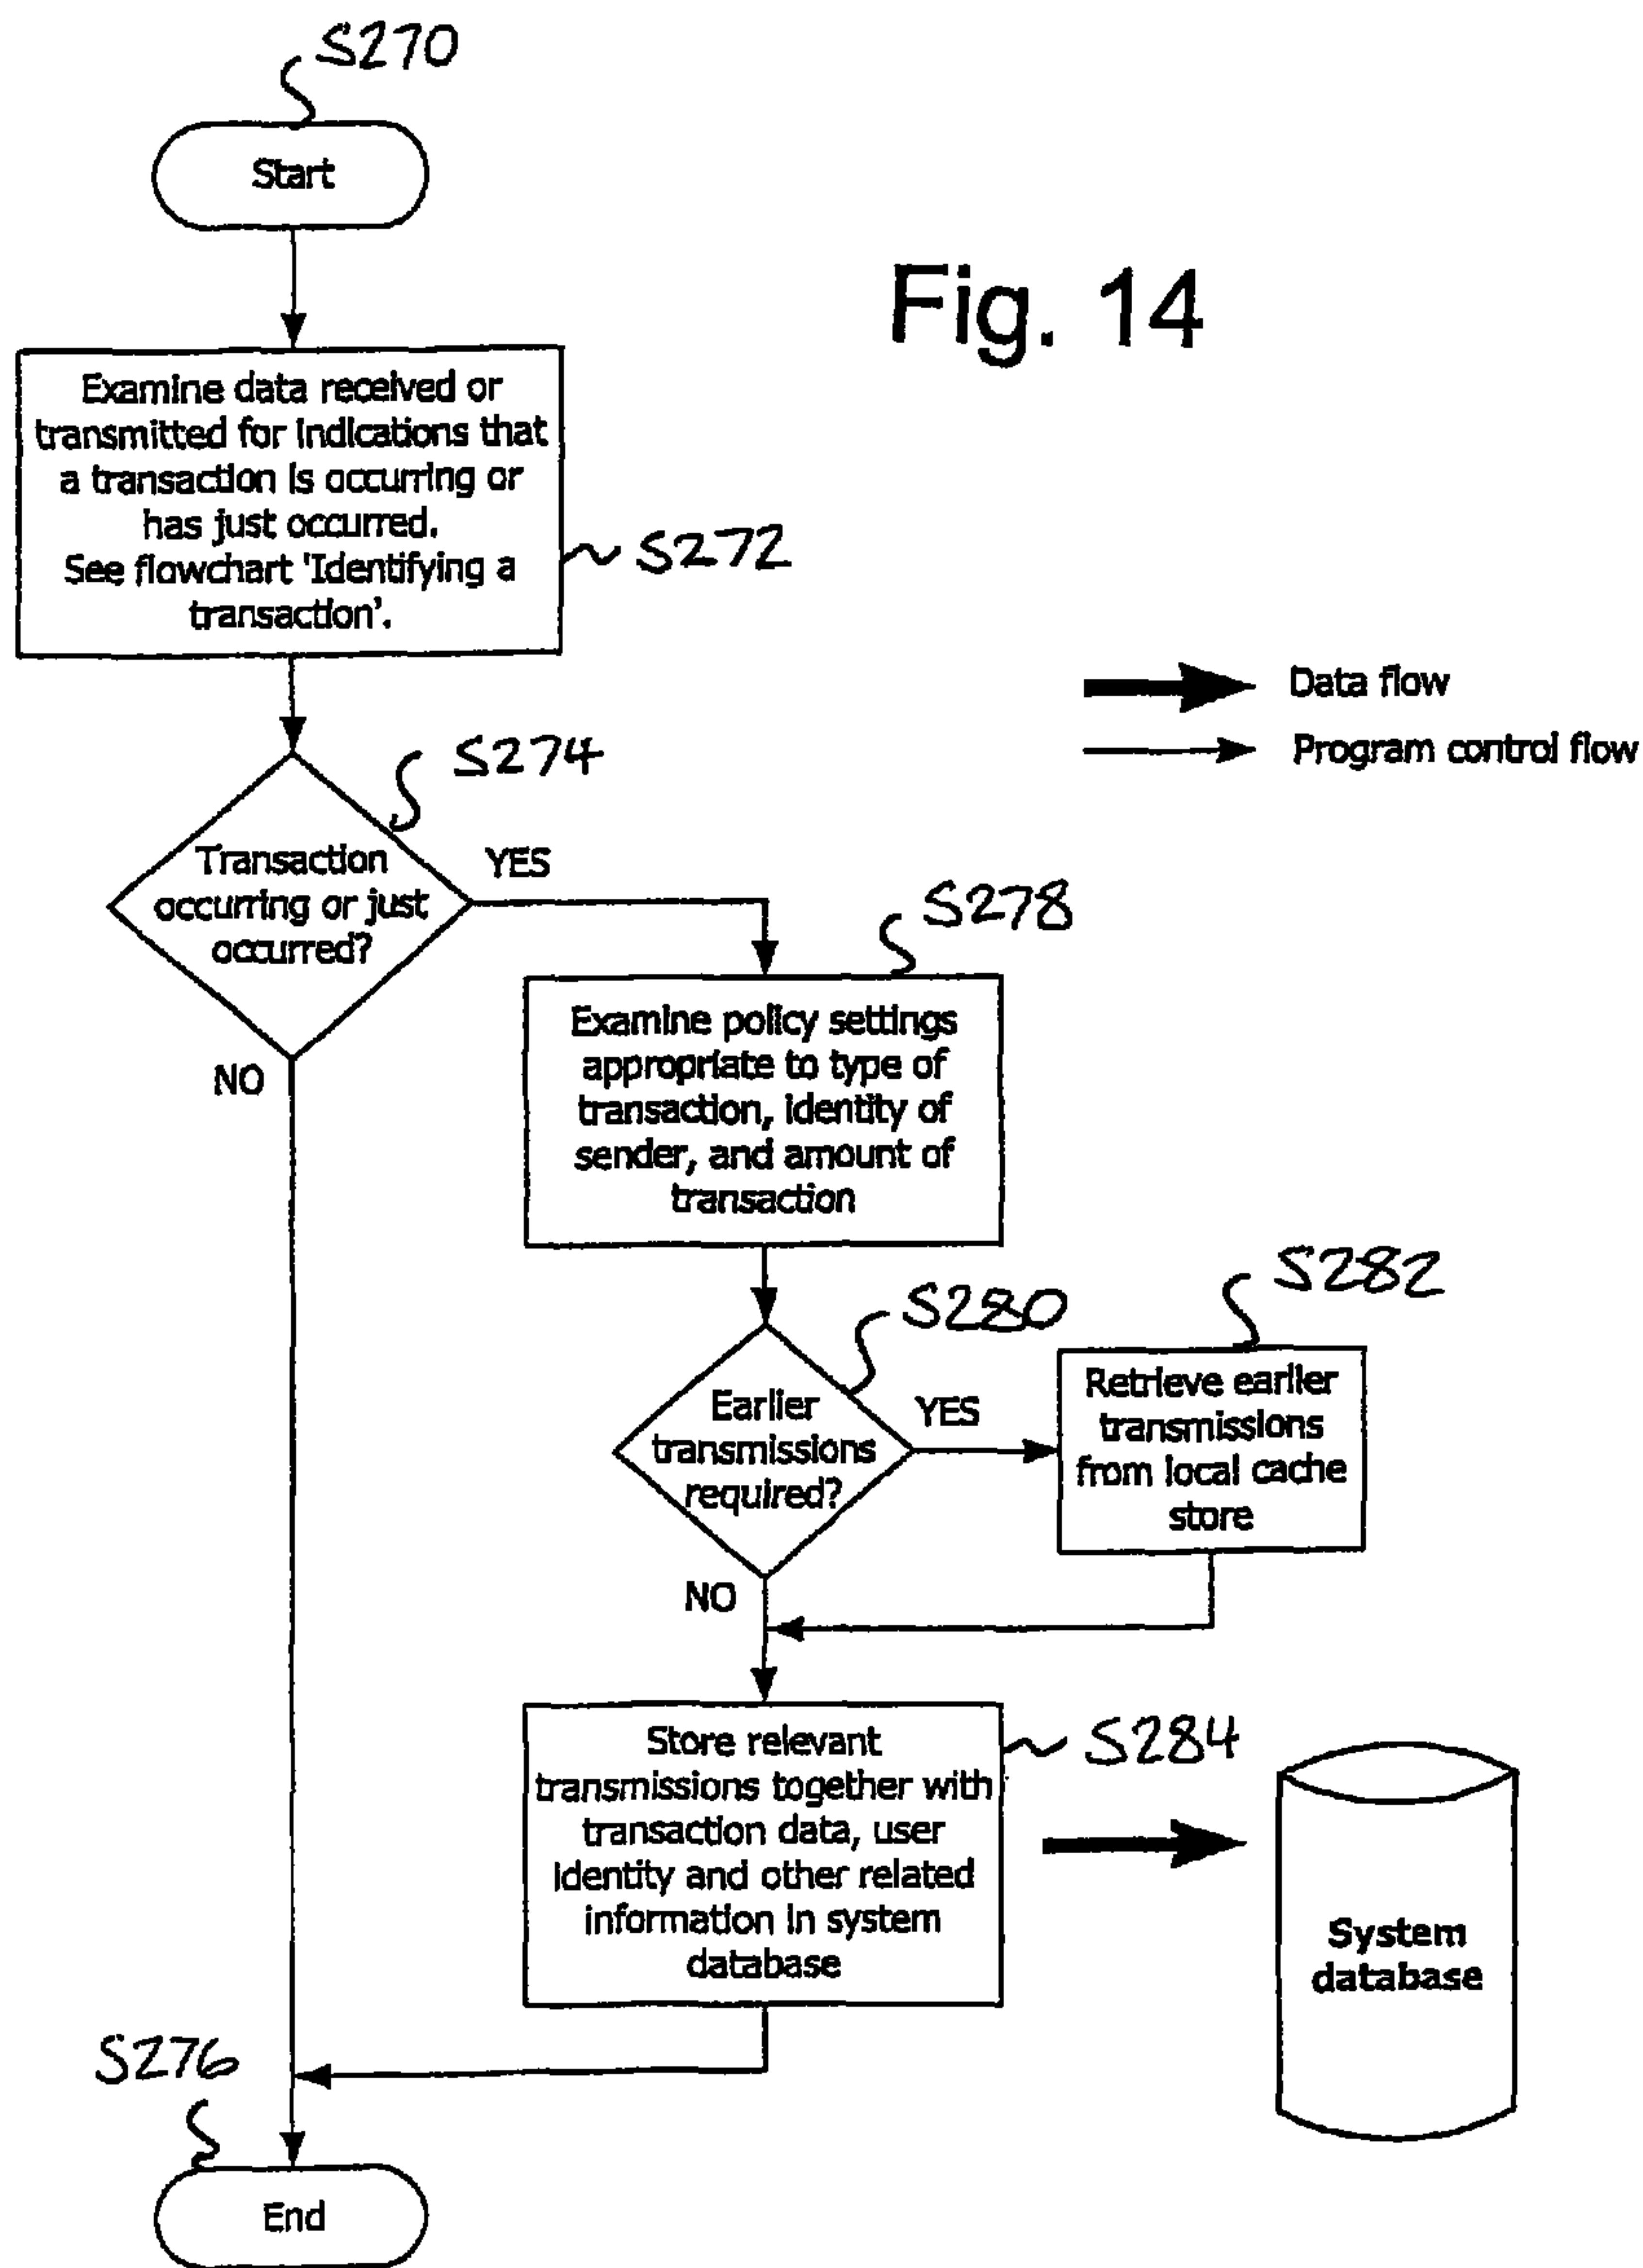 S270
Start
Fig. 14
Examine data received or
transmitted for indications that
a transaction is occurring or
has just occurred.
See flowchart 'Identifying a
transaction'.
S272
Data flow
Program control flow
S274
Transaction
occurring or just
occurred?
YES
NO
S278
Examine policy settings
appropriate to type of
transaction, identity of
sender, and amount of
transaction
S280
Earlier
transmissions
required?
YES
NO
S282
Retrieve earlier
transmissions
from local cache
store
Store relevant
transmissions together with
transaction data, user
identity and other related
information in system
database
S284
System
database
S276
End